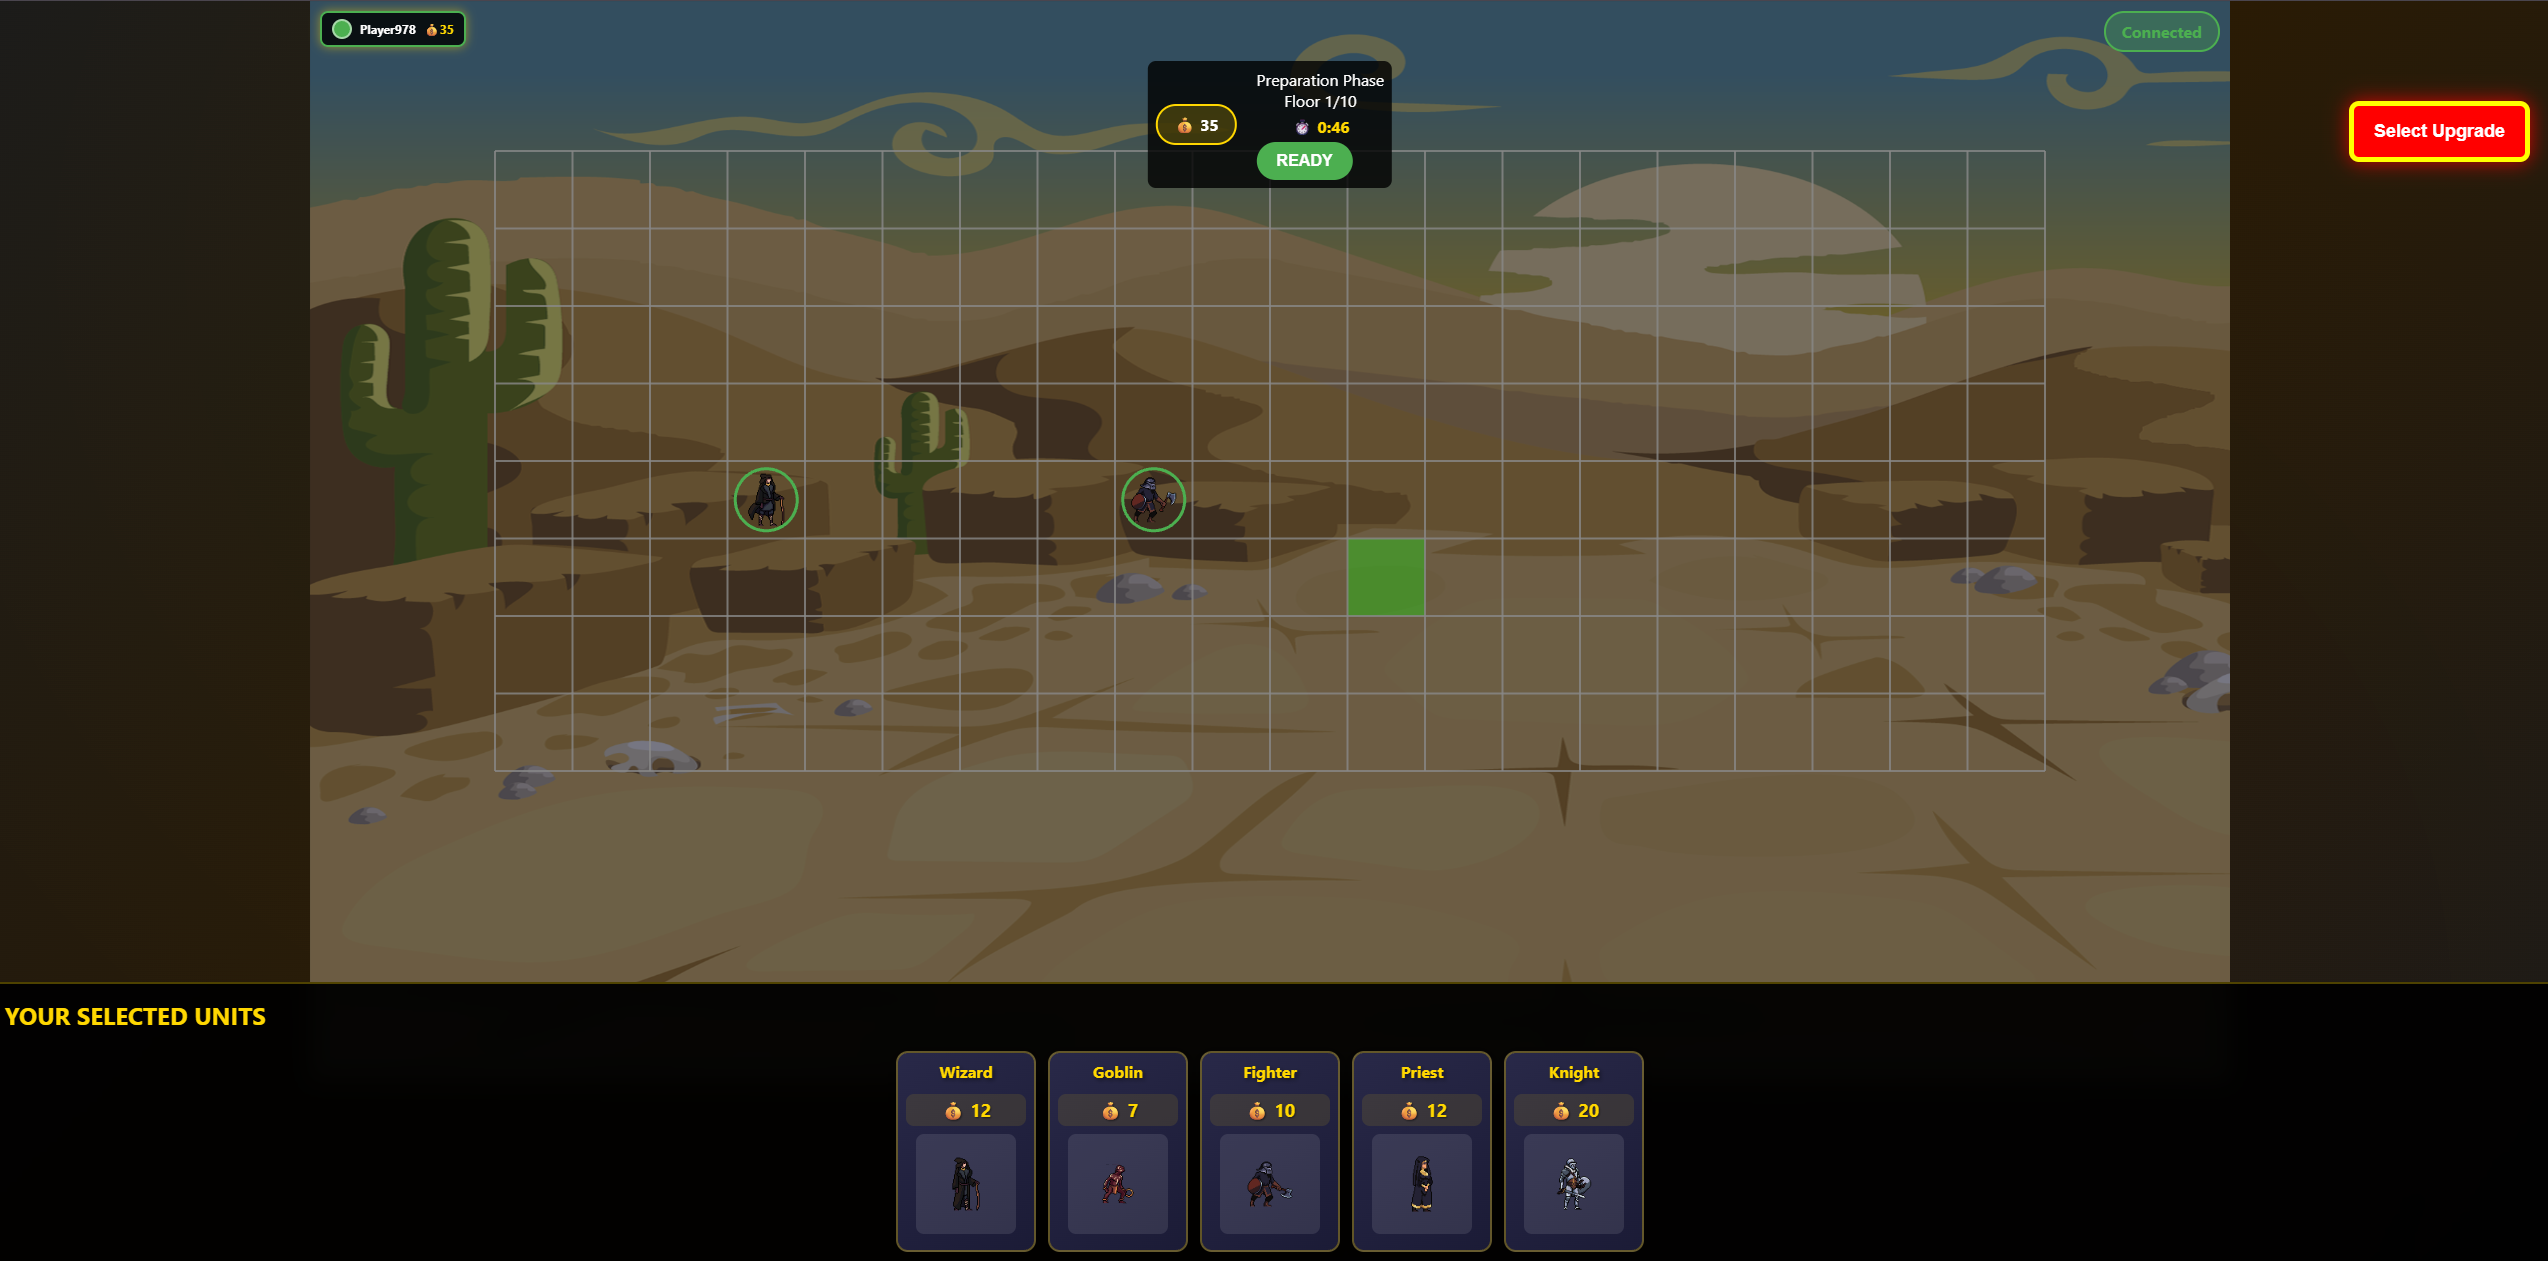 Player978 35
Connected
Preparation Phase
Floor 1/10
35
0:46
READY
Select Upgrade
YOUR SELECTED UNITS
Wizard
12
Goblin
7
Fighter
10
Priest
12
Knight
20